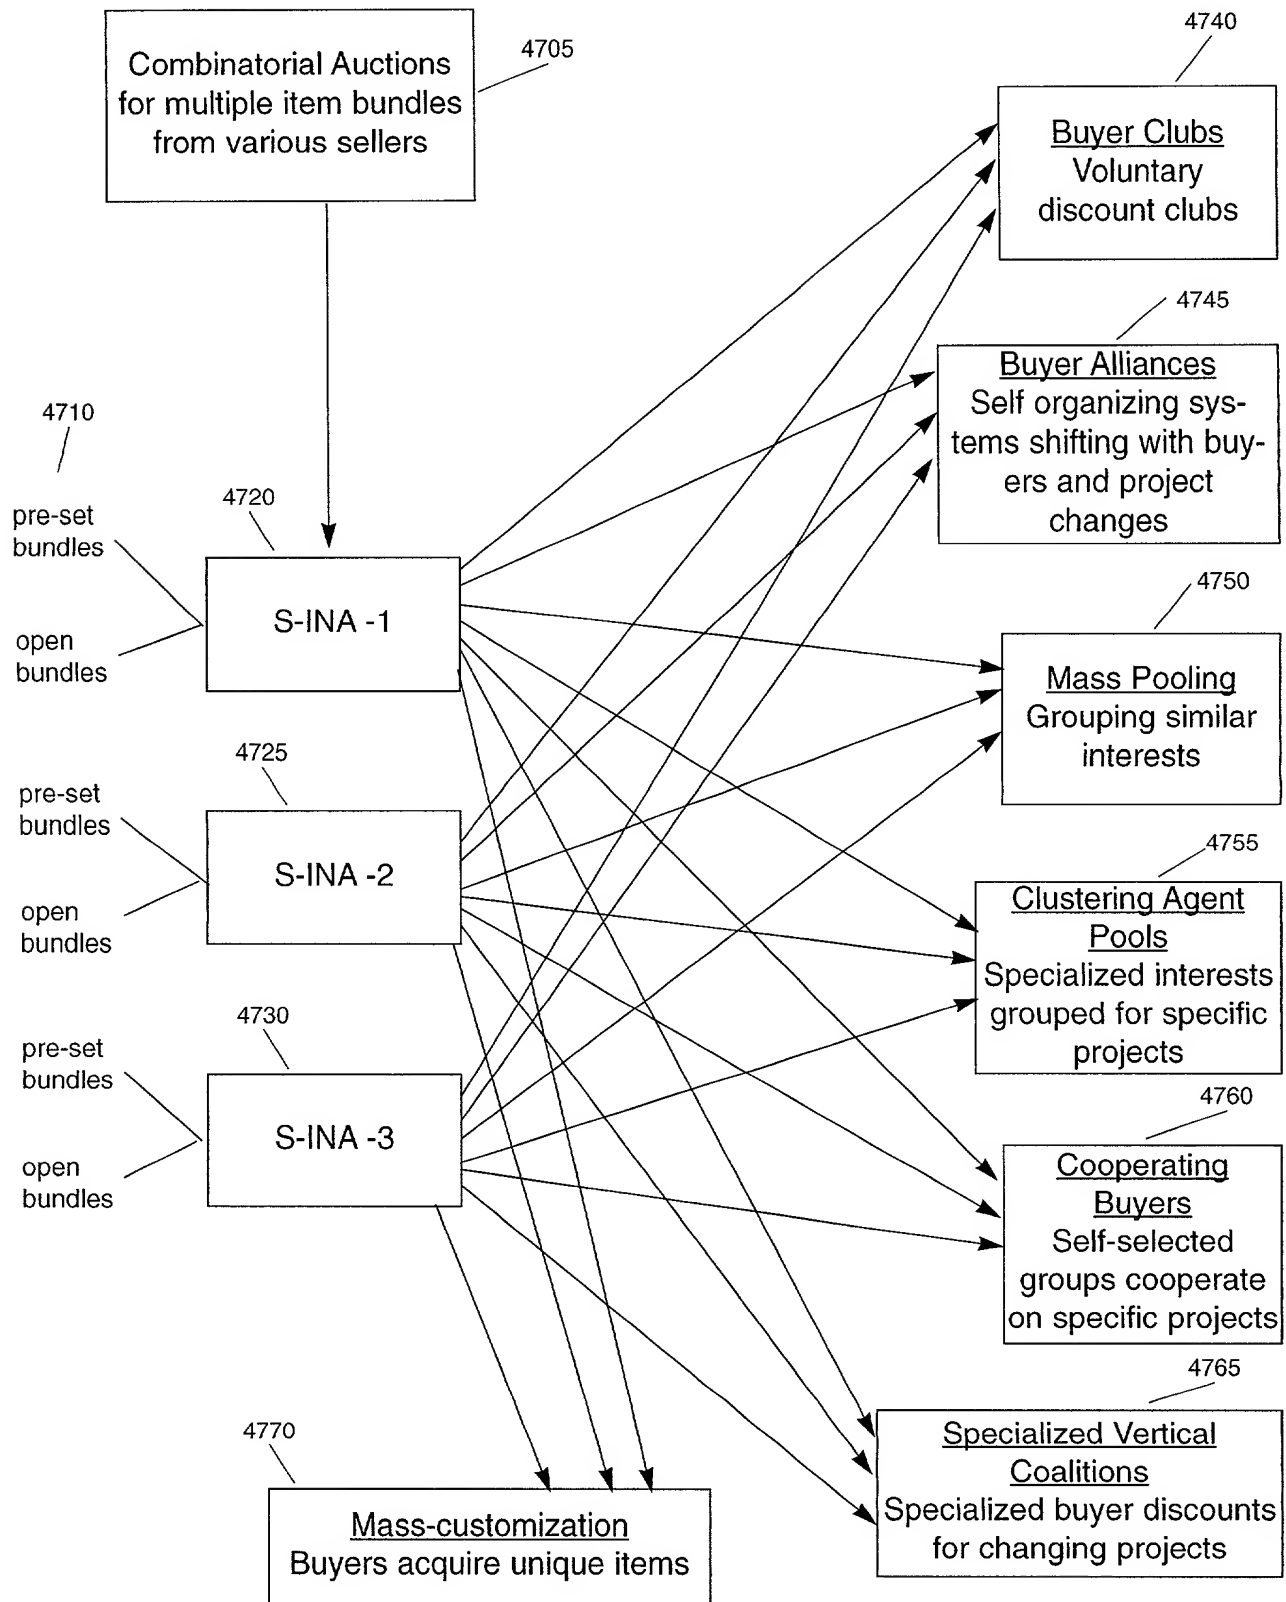 4705
Combinatorial Auctions
for multiple item bundles
from various sellers
4710
pre-set
bundles
open
bundles
4720
S-INA -1
pre-set
bundles
open
bundles
4725
S-INA -2
pre-set
bundles
open
bundles
4730
S-INA -3
4740
Buyer Clubs
Voluntary
discount clubs
4745
Buyer Alliances
Self organizing sys-
tems shifting with buy-
ers and project
changes
4750
Mass Pooling
Grouping similar
interests
4755
Clustering Agent
Pools
Specialized interests
grouped for specific
projects
4760
Cooperating
Buyers
Self-selected
groups cooperate
on specific projects
4765
Specialized Vertical
Coalitions
Specialized buyer discounts
for changing projects
4770
Mass-customization
Buyers acquire unique items